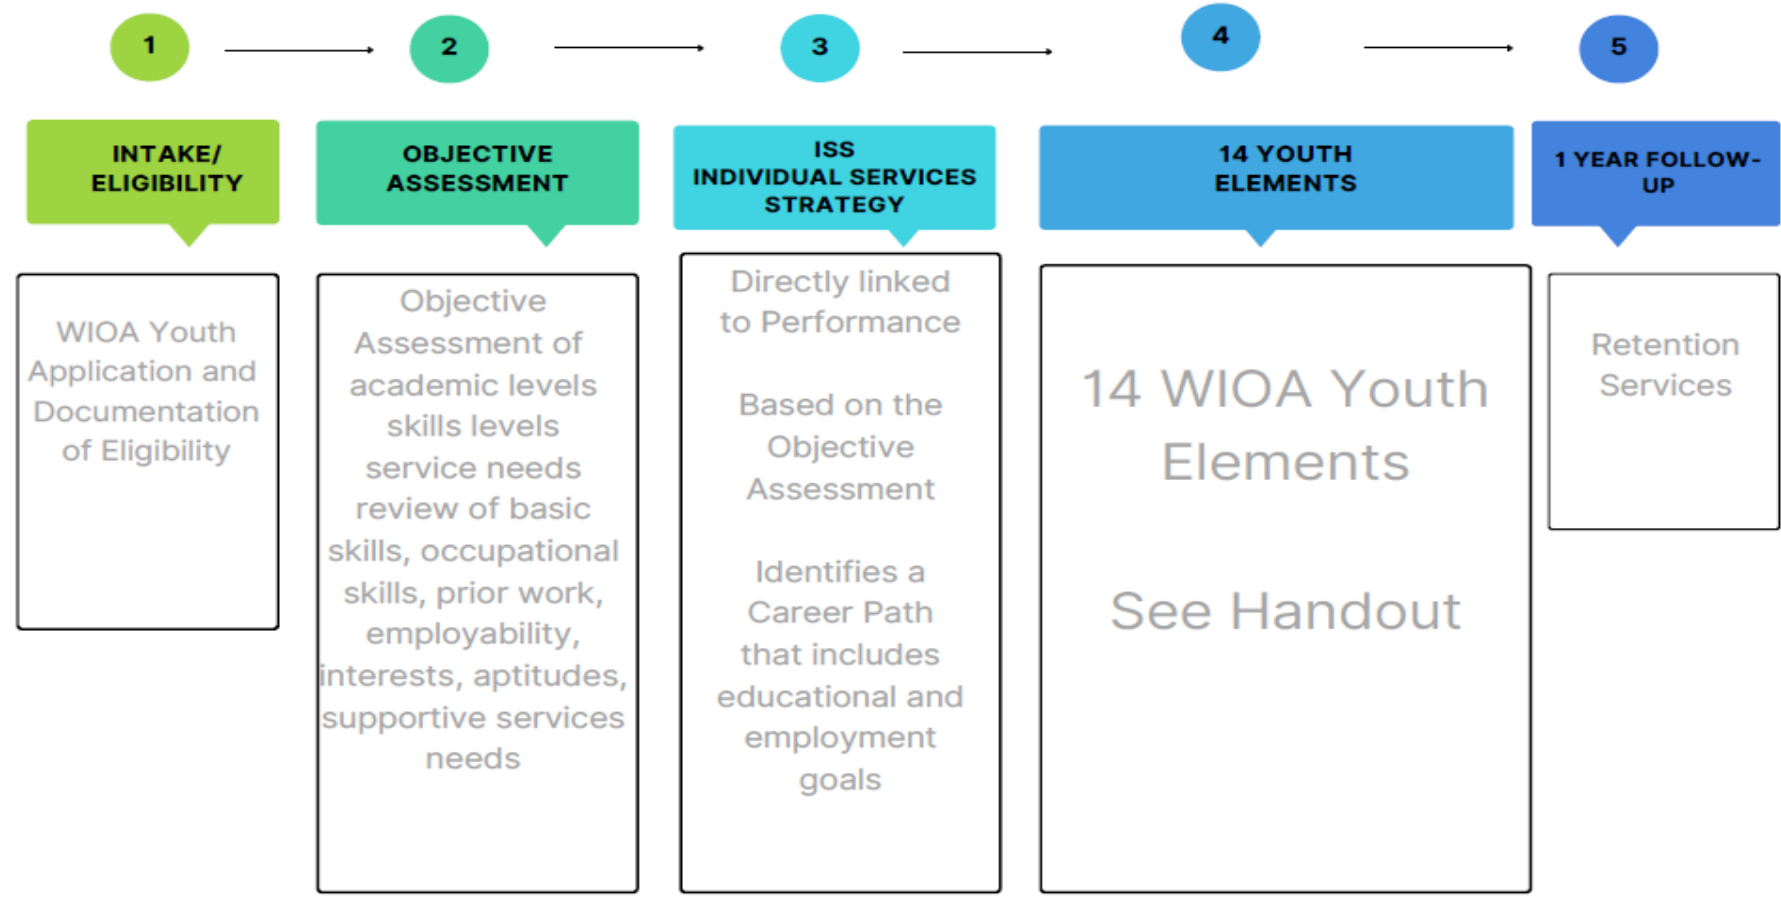 1
2
3
4
5
INTAKE/
ELIGIBILITY
OBJECTIVE
ASSESSMENT
ISS
INDIVIDUAL SERVICES
STRATEGY
14 YOUTH
ELEMENTS
1 YEAR FOLLOW-
UP
WIOA Youth
Application and
Documentation
of Eligibility
Objective
Assessment of
academic levels
skills levels
service needs
review of basic
skills, occupational
skills, prior work,
employability,
interests, aptitudes,
supportive services
needs
Directly linked
to Performance
Based on the
Objective
Assessment
Identifies a
Career Path
that includes
educational and
employment
goals
14 WIOA Youth
Elements
See Handout
Retention
Services